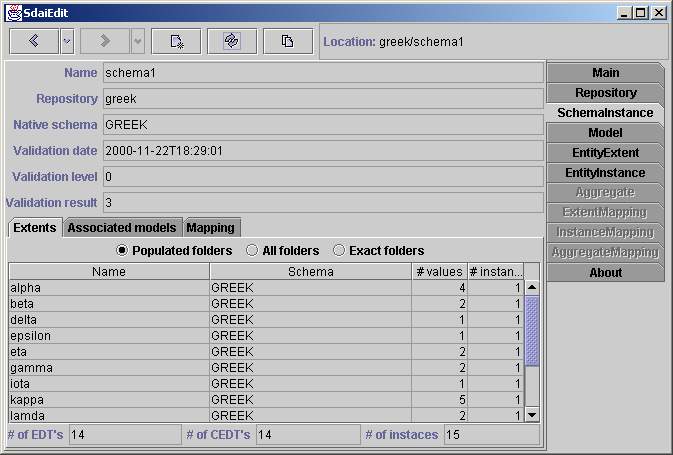 SdaiEdit
Location: greek/schema1
Name schema1
Repository greek
Native schema GREEK
Validation date 2000-11-22T18:29:01
Validation level 0
Validation result 3
Extents Associated models Mapping
Populated folders All folders Exact folders
Name Schema # values # instan...
alpha GREEK 4 1
beta GREEK 2 1
delta GREEK 1 1
epsilon GREEK 1 1
eta GREEK 2 1
gamma GREEK 2 1
iota GREEK 1 1
kappa GREEK 5 1
lamda GREEK 2 1
# of EDT's 14 # of CEDT's 14 # of instaces 15
Main
Repository
SchemaInstance
Model
EntityExtent
EntityInstance
Aggregate
ExtentMapping
InstanceMapping
AggregateMapping
About